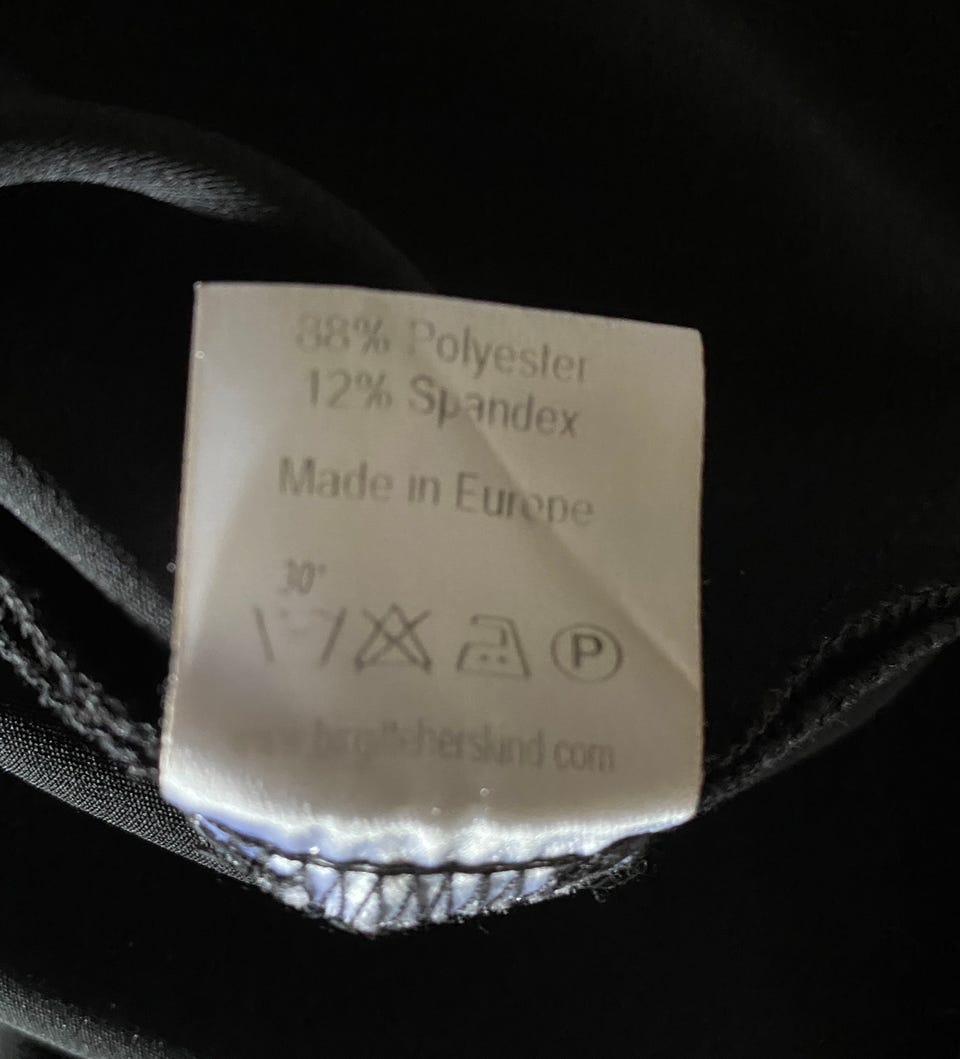 88% Polyester
12% Spandex
Made in Europe
30°
P